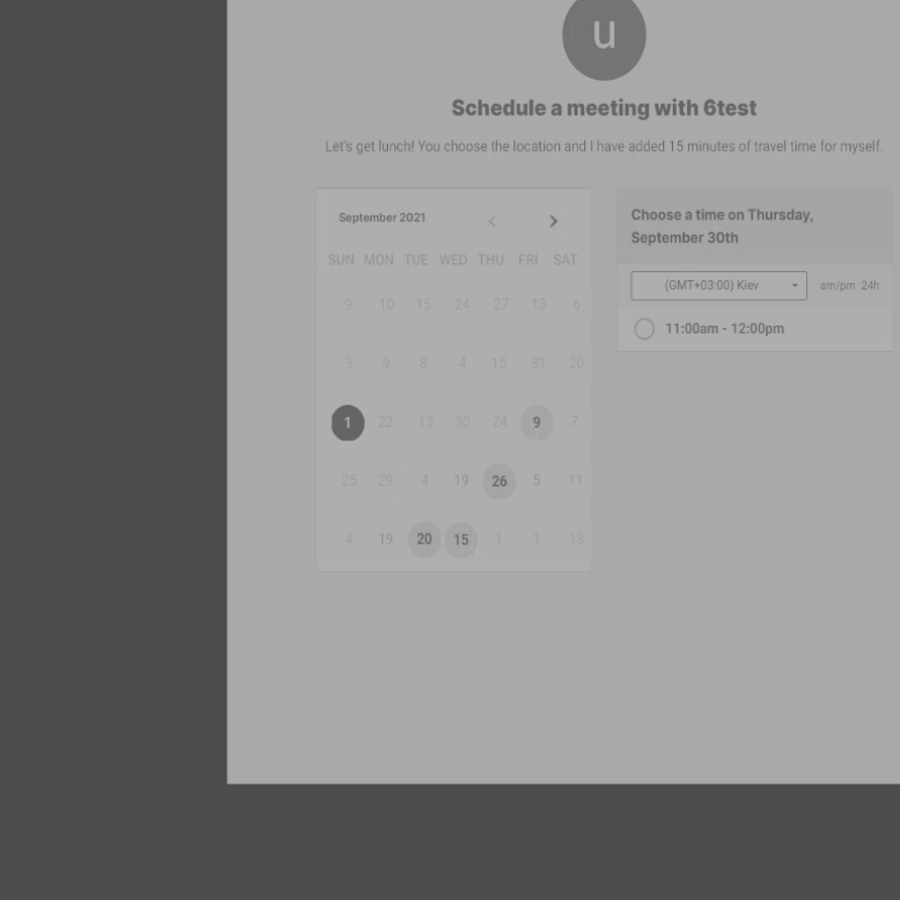 u
Schedule a meeting with 6test
Let's get lunch! You choose the location and I have added 15 minutes of travel time for myself.
September 2021
SUN MON TUE WED THU FRI SAT
9 10 15 24 27 13 6
3 9 8 4 15 31 20
1 22 13 30 24 9 7
25 29 4 19 26 5 11
4 19 20 15 1 1 13
Choose a time on Thursday,
September 30th
(GMT+03:00) Kiev am/pm 24h
11:00am - 12:00pm